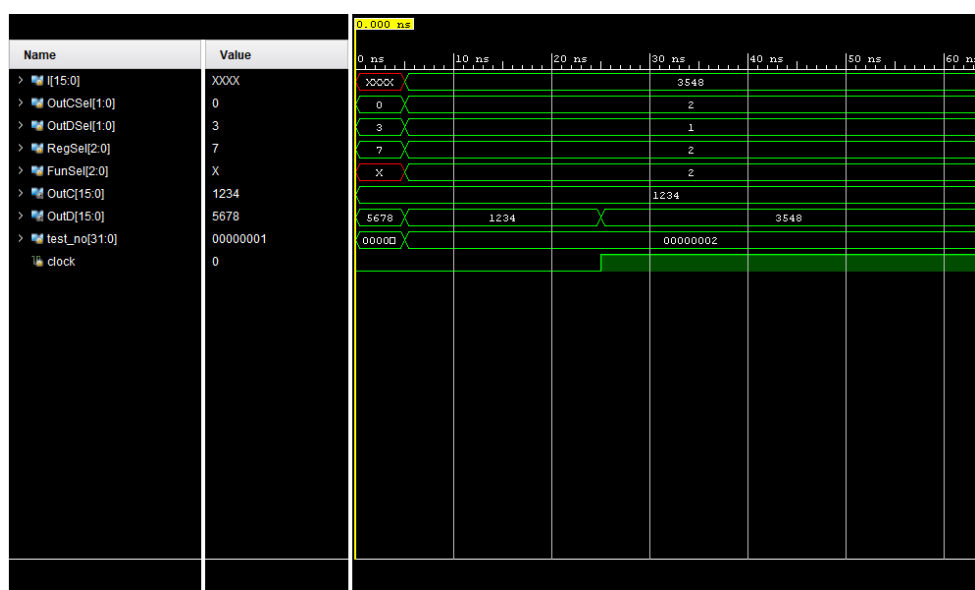 0.000 ns
Name Value 0 ns 10 ns 20 ns 30 ns 40 ns 50 ns 60 n
I[15:0] XXXX XXXX 3548
OutCSel[1:0] 0 0 2
OutDSel[1:0] 3 3 1
RegSel[2:0] 7 7 2
FunSel[2:0] X X 2
OutC[15:0] 1234 1234
OutD[15:0] 5678 5678 1234 3548
test_no[31:0] 00000001 0000 00000002
clock 0